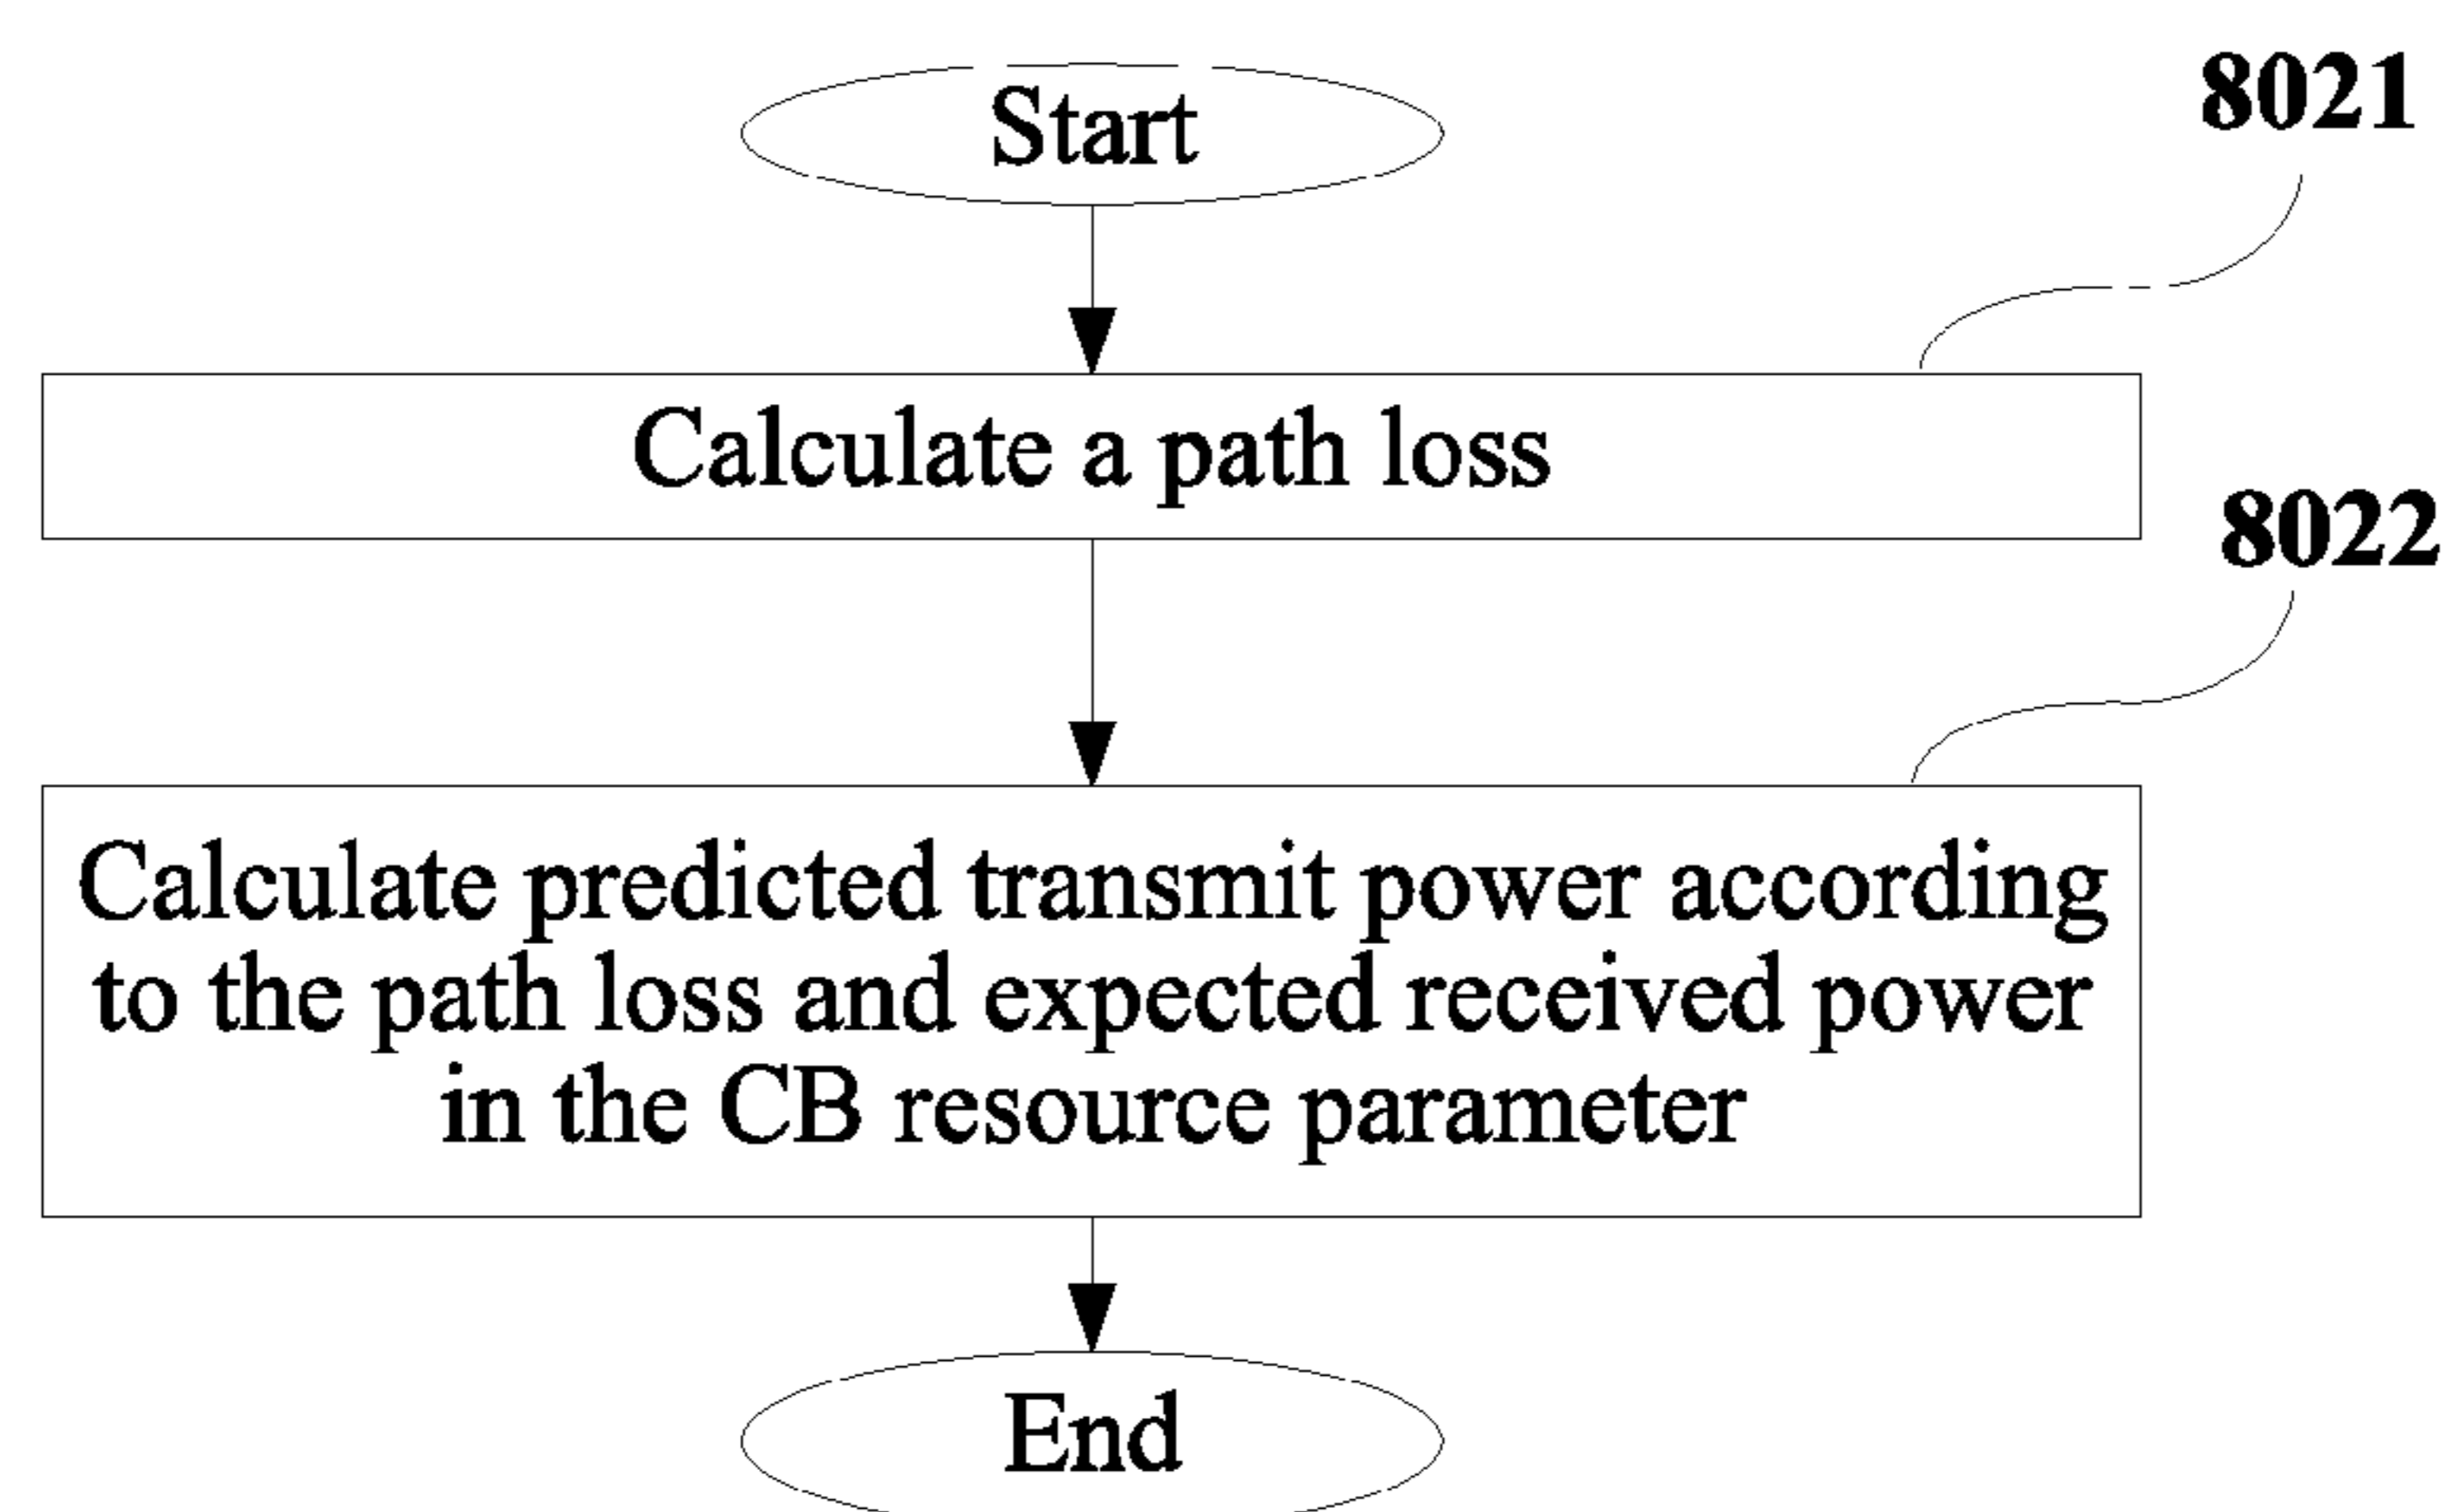 Start
8021
Calculate a path loss
8022
Calculate predicted transmit power according
to the path loss and expected received power
in the CB resource parameter
End